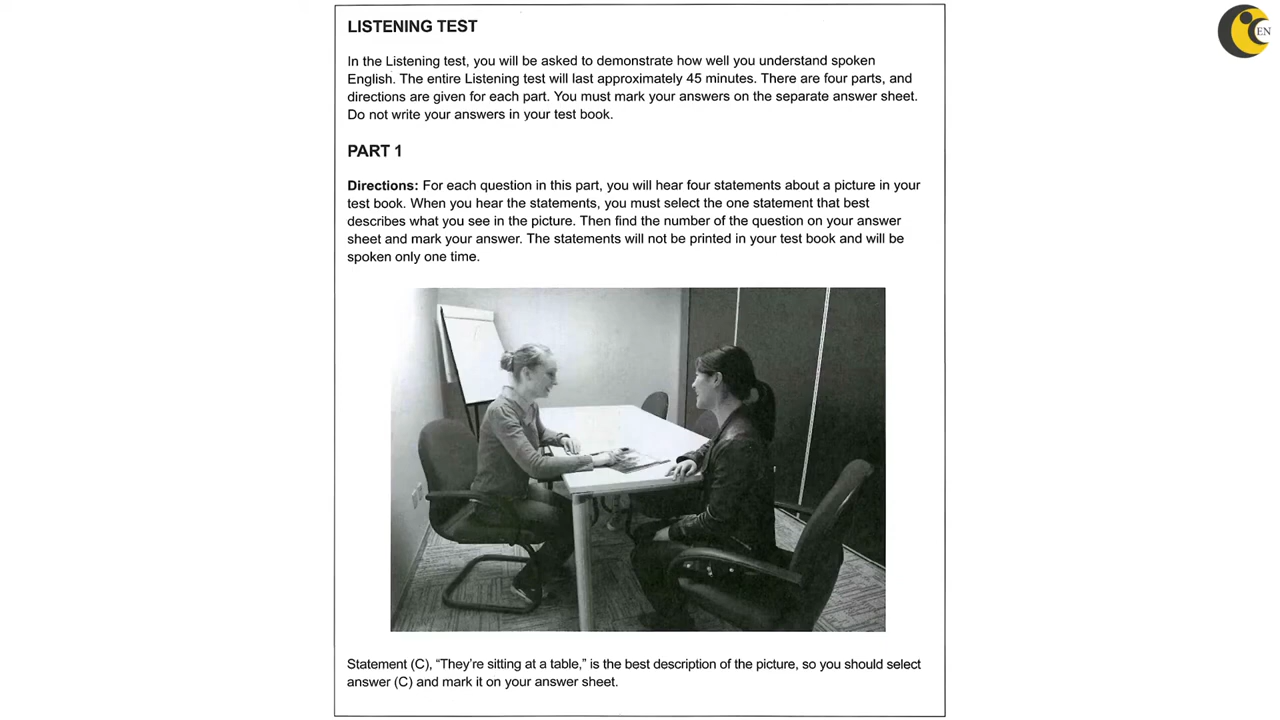 EN
LISTENING TEST
In the Listening test, you will be asked to demonstrate how well you understand spoken
English. The entire Listening test will last approximately 45 minutes. There are four parts, and
directions are given for each part. You must mark your answers on the separate answer sheet.
Do not write your answers in your test book.
PART 1
Directions: For each question in this part, you will hear four statements about a picture in your
test book. When you hear the statements, you must select the one statement that best
describes what you see in the picture. Then find the number of the question on your answer
sheet and mark your answer. The statements will not be printed in your test book and will be
spoken only one time.
Statement (C), “They’re sitting at a table,” is the best description of the picture, so you should select
answer (C) and mark it on your answer sheet.